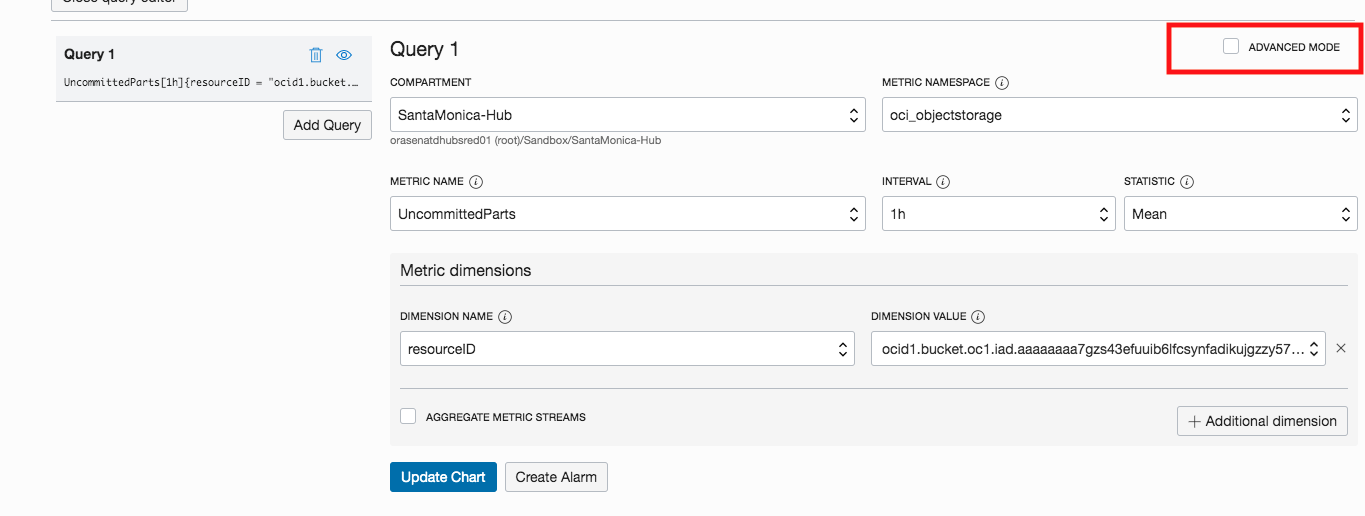 Close query editor
Query 1
UncommittedParts[1h]{resourceID = "ocid1.bucket.…
Add Query
Query 1
ADVANCED MODE
COMPARTMENT
SantaMonica-Hub
orasenatdhubsred01 (root)/Sandbox/SantaMonica-Hub
METRIC NAMESPACE i
oci_objectstorage
METRIC NAME i
UncommittedParts
INTERVAL i
1h
STATISTIC i
Mean
Metric dimensions
DIMENSION NAME i
resourceID
DIMENSION VALUE i
ocid1.bucket.oc1.iad.aaaaaaaa7gzs43efuuib6lfcsynfadikujgzzy57...
AGGREGATE METRIC STREAMS
+ Additional dimension
Update Chart
Create Alarm